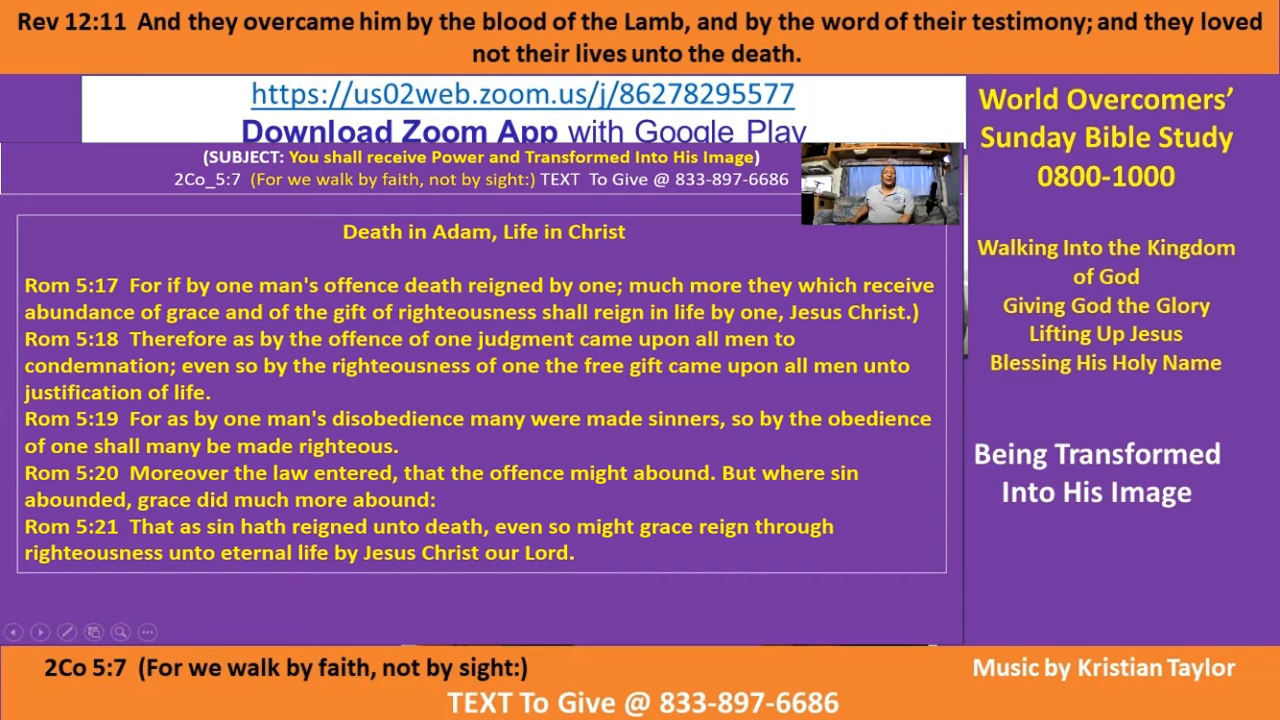 Rev 12:11 And they overcame him by the blood of the Lamb, and by the word of their testimony; and they loved
not their lives unto the death.
https://us02web.zoom.us/j/86278295577
Download Zoom App with Google Play
(SUBJECT: You shall receive Power and Transformed Into His Image)
2Co_5:7 (For we walk by faith, not by sight:) TEXT To Give @ 833-897-6686
Death in Adam, Life in Christ
Rom 5:17 For if by one man's offence death reigned by one; much more they which receive
abundance of grace and of the gift of righteousness shall reign in life by one, Jesus Christ.)
Rom 5:18 Therefore as by the offence of one judgment came upon all men to
condemnation; even so by the righteousness of one the free gift came upon all men unto
justification of life.
Rom 5:19 For as by one man's disobedience many were made sinners, so by the obedience
of one shall many be made righteous.
Rom 5:20 Moreover the law entered, that the offence might abound. But where sin
abounded, grace did much more abound:
Rom 5:21 That as sin hath reigned unto death, even so might grace reign through
righteousness unto eternal life by Jesus Christ our Lord.
World Overcomers’
Sunday Bible Study
0800-1000
Walking Into the Kingdom
of God
Giving God the Glory
Lifting Up Jesus
Blessing His Holy Name
Being Transformed
Into His Image
2Co 5:7 (For we walk by faith, not by sight:)
Music by Kristian Taylor
TEXT To Give @ 833-897-6686